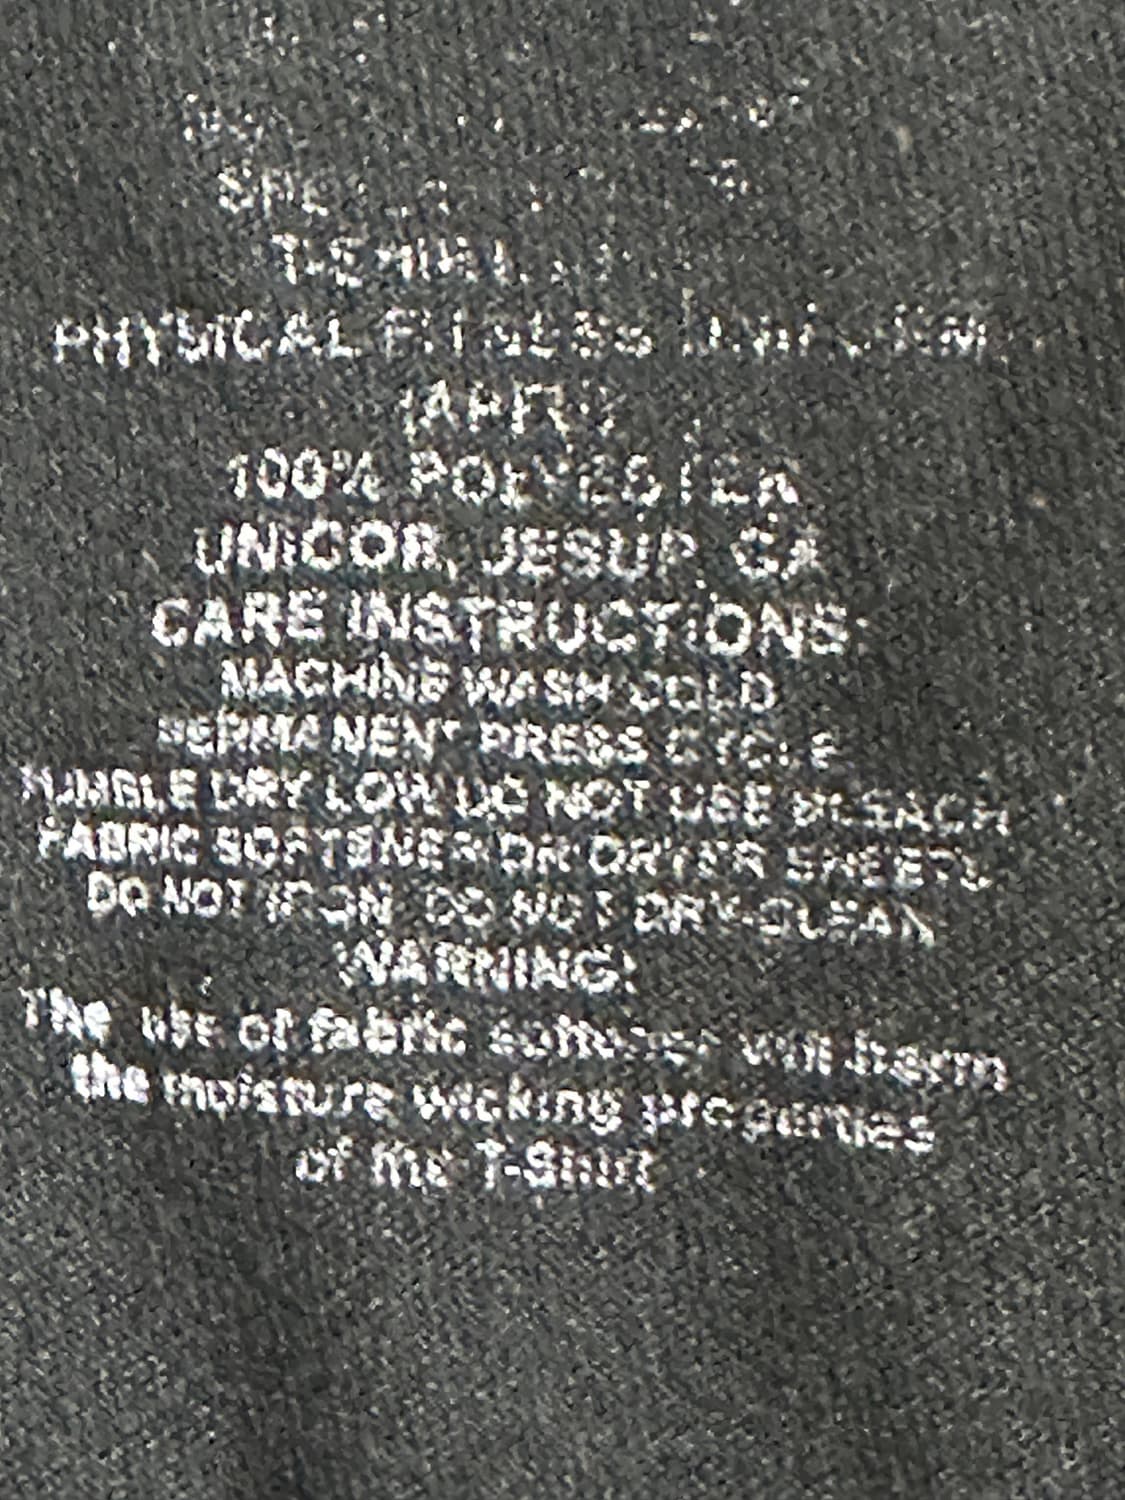 T-SHIRT,
PHYSICAL FITNESS UNIFORM
(APFU)
100% POLYESTER
UNICOR, JESUP, GA
CARE INSTRUCTIONS:
MACHINE WASH COLD
PERMANENT PRESS CYCLE
TUMBLE DRY LOW, DO NOT USE BLEACH
FABRIC SOFTENER OR DRYER SHEETS
DO NOT IRON. DO NOT DRY-CLEAN
WARNING:
The use of fabric softener will harm
the moisture wicking properties
of the T-Shirt